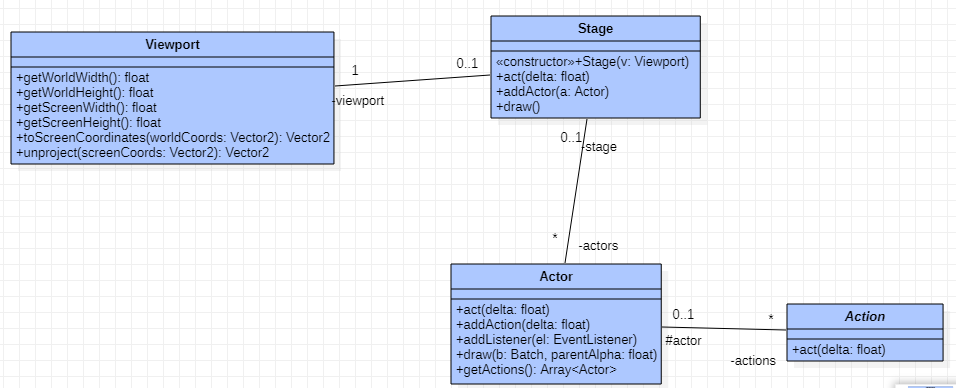 Viewport
+getWorldWidth(): float
+getWorldHeight(): float
+getScreenWidth(): float
+getScreenHeight(): float
+toScreenCoordinates(worldCoords: Vector2): Vector2
+unproject(screenCoords: Vector2): Vector2
1
-viewport
0..1
Stage
«constructor»+Stage(v: Viewport)
+act(delta: float)
+addActor(a: Actor)
+draw()
0..1
-stage
*
-actors
Actor
+act(delta: float)
+addAction(delta: float)
+addListener(el: EventListener)
+draw(b: Batch, parentAlpha: float)
+getActions(): Array<Actor>
0..1
#actor
*
-actions
Action
+act(delta: float)